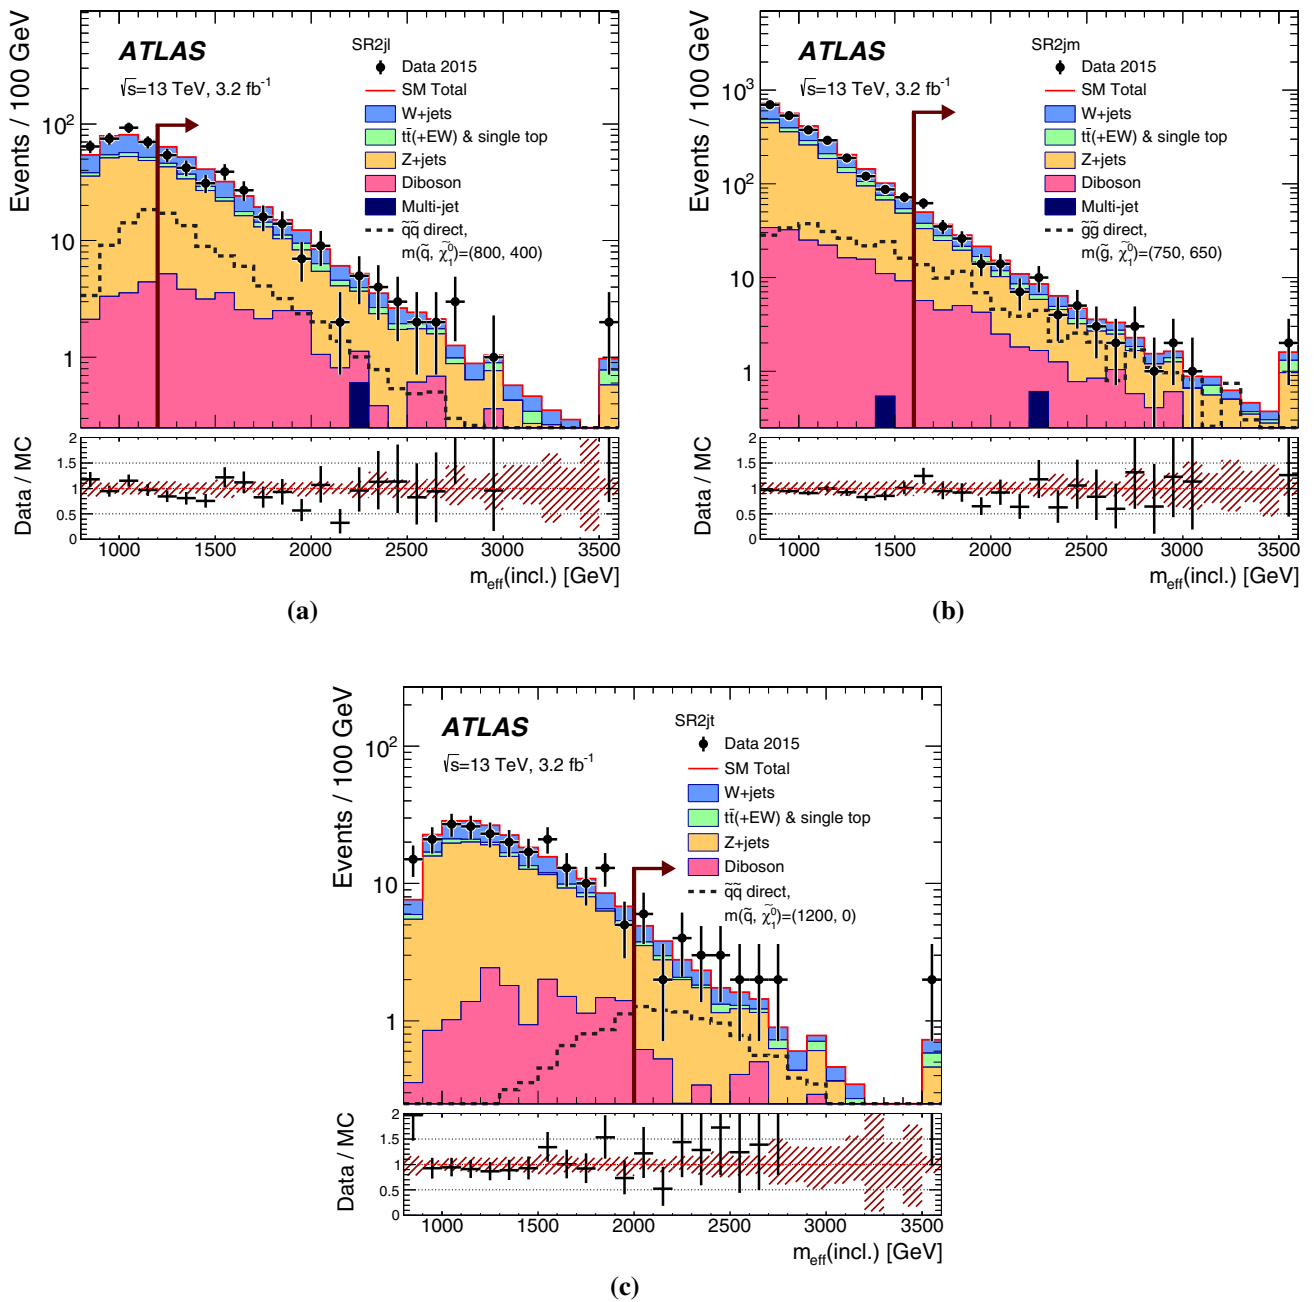 ATLAS
√s=13 TeV, 3.2 fb⁻¹
SR2jl
Data 2015
SM Total
W+jets
tt̄(+EW) & single top
Z+jets
Diboson
Multi-jet
q̃q̃ direct,
m(q̃, χ̃₁⁰)=(800, 400)
Events / 100 GeV
10²
10
1
Data / MC
2
1.5
1
0.5
0
1000 1500 2000 2500 3000 3500
m_eff(incl.) [GeV]
(a)
ATLAS
√s=13 TeV, 3.2 fb⁻¹
SR2jm
Data 2015
SM Total
W+jets
tt̄(+EW) & single top
Z+jets
Diboson
Multi-jet
g̃g̃ direct,
m(g̃, χ̃₁⁰)=(750, 650)
Events / 100 GeV
10³
10²
10
1
Data / MC
2
1.5
1
0.5
0
1000 1500 2000 2500 3000 3500
m_eff(incl.) [GeV]
(b)
ATLAS
√s=13 TeV, 3.2 fb⁻¹
SR2jt
Data 2015
SM Total
W+jets
tt̄(+EW) & single top
Z+jets
Diboson
q̃q̃ direct,
m(q̃, χ̃₁⁰)=(1200, 0)
Events / 100 GeV
10²
10
1
Data / MC
2
1.5
1
0.5
0
1000 1500 2000 2500 3000 3500
m_eff(incl.) [GeV]
(c)